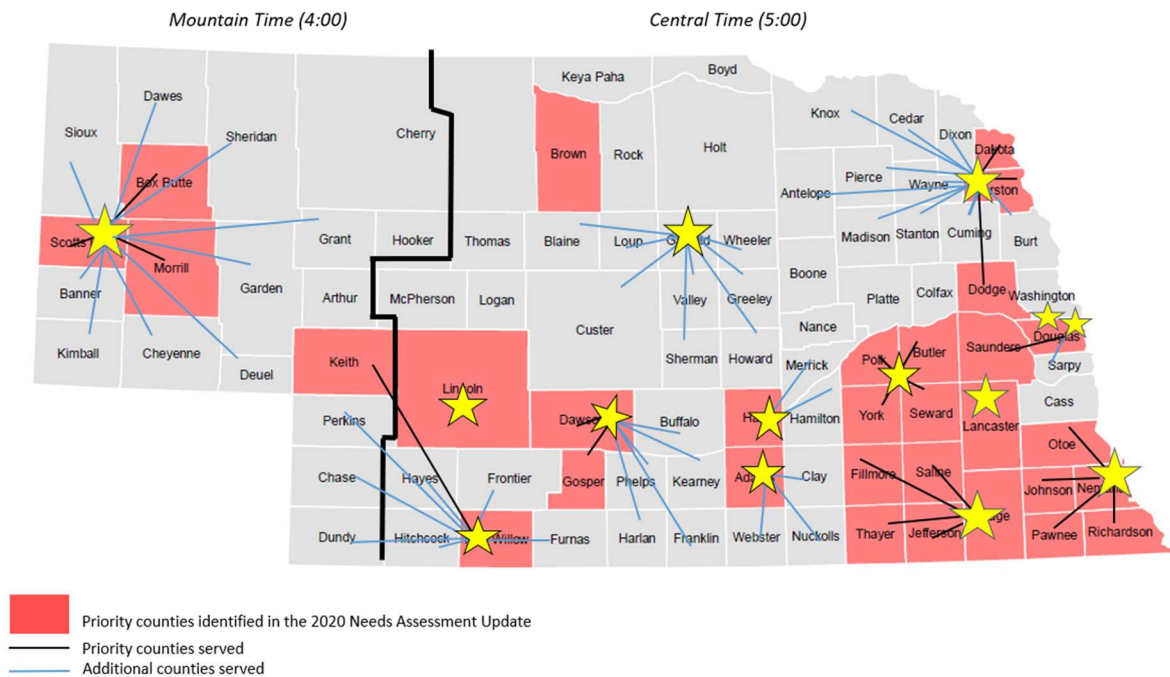 Mountain Time (4:00)
Central Time (5:00)
Keya Paha
Boyd
Dawes
Sioux
Sheridan
Cherry
Knox
Cedar
Dixon
Dakota
Box Butte
Brown
Rock
Holt
Antelope
Pierce
Wayne
Scotts
Morrill
Grant
Hooker
Thomas
Blaine
Loup
Wheeler
Madison
Stanton
Cuming
Burt
Banner
Garden
Arthur
McPherson
Logan
Custer
Valley
Greeley
Boone
Platte
Colfax
Dodge
Washington
Kimball
Cheyenne
Deuel
Keith
Lincoln
Sherman
Howard
Nance
Merrick
Polk
Butler
Saunders
Douglas
Sarpy
Perkins
Buffalo
Hamilton
York
Seward
Lancaster
Cass
Otoe
Chase
Hayes
Frontier
Gosper
Phelps
Kearney
Clay
Fillmore
Saline
Johnson
Dundy
Hitchcock
Willow
Furnas
Harlan
Franklin
Webster
Nuckolls
Thayer
Jefferson
Pawnee
Richardson
Priority counties identified in the 2020 Needs Assessment Update
Priority counties served
Additional counties served